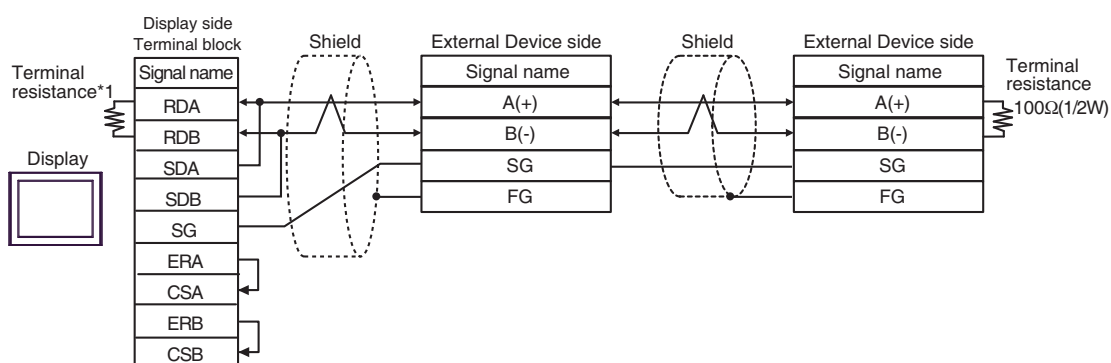 Display side
Terminal block
Shield
External Device side
Shield
External Device side
Terminal
resistance*1
Signal name
RDA
RDB
SDA
SDB
SG
ERA
CSA
ERB
CSB
Display
Signal name
A(+)
B(-)
SG
FG
Signal name
A(+)
B(-)
SG
FG
Terminal
resistance
100Ω(1/2W)